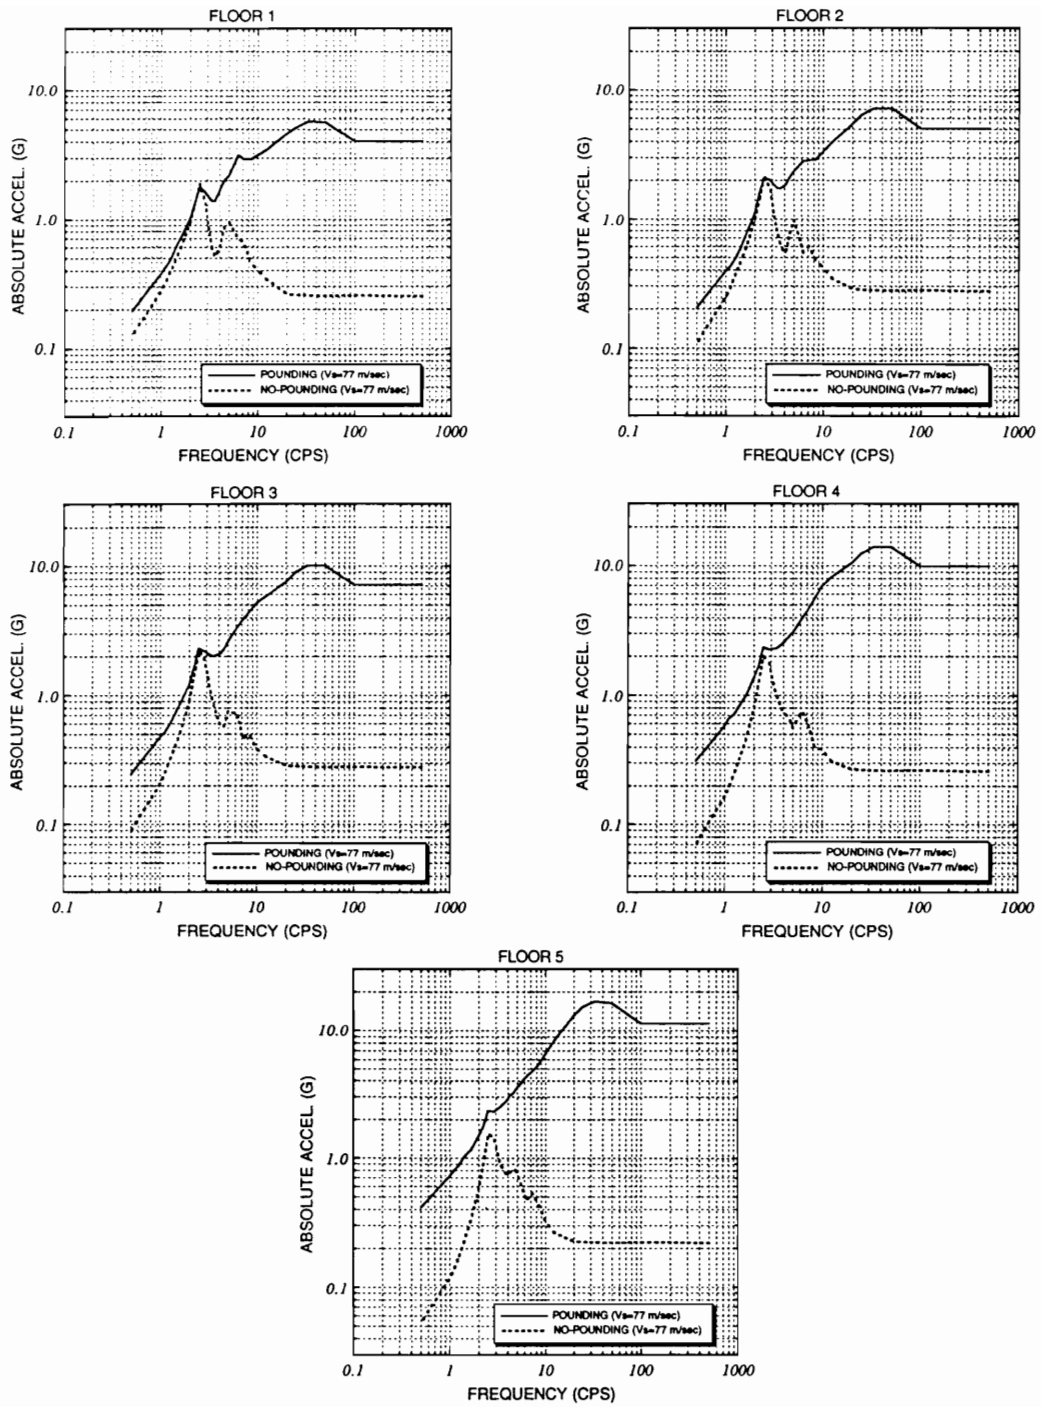 FLOOR 1
10.0
1.0
0.1
ABSOLUTE ACCEL. (G)
POUNDING (Vs=77 m/sec)
NO-POUNDING (Vs=77 m/sec)
0.1 1 10 100 1000
FREQUENCY (CPS)
FLOOR 2
10.0
1.0
0.1
ABSOLUTE ACCEL. (G)
POUNDING (Vs=77 m/sec)
NO-POUNDING (Vs=77 m/sec)
0.1 1 10 100 1000
FREQUENCY (CPS)
FLOOR 3
10.0
1.0
0.1
ABSOLUTE ACCEL. (G)
POUNDING (Vs=77 m/sec)
NO-POUNDING (Vs=77 m/sec)
0.1 1 10 100 1000
FREQUENCY (CPS)
FLOOR 4
10.0
1.0
0.1
ABSOLUTE ACCEL. (G)
POUNDING (Vs=77 m/sec)
NO-POUNDING (Vs=77 m/sec)
0.1 1 10 100 1000
FREQUENCY (CPS)
FLOOR 5
10.0
1.0
0.1
ABSOLUTE ACCEL. (G)
POUNDING (Vs=77 m/sec)
NO-POUNDING (Vs=77 m/sec)
0.1 1 10 100 1000
FREQUENCY (CPS)